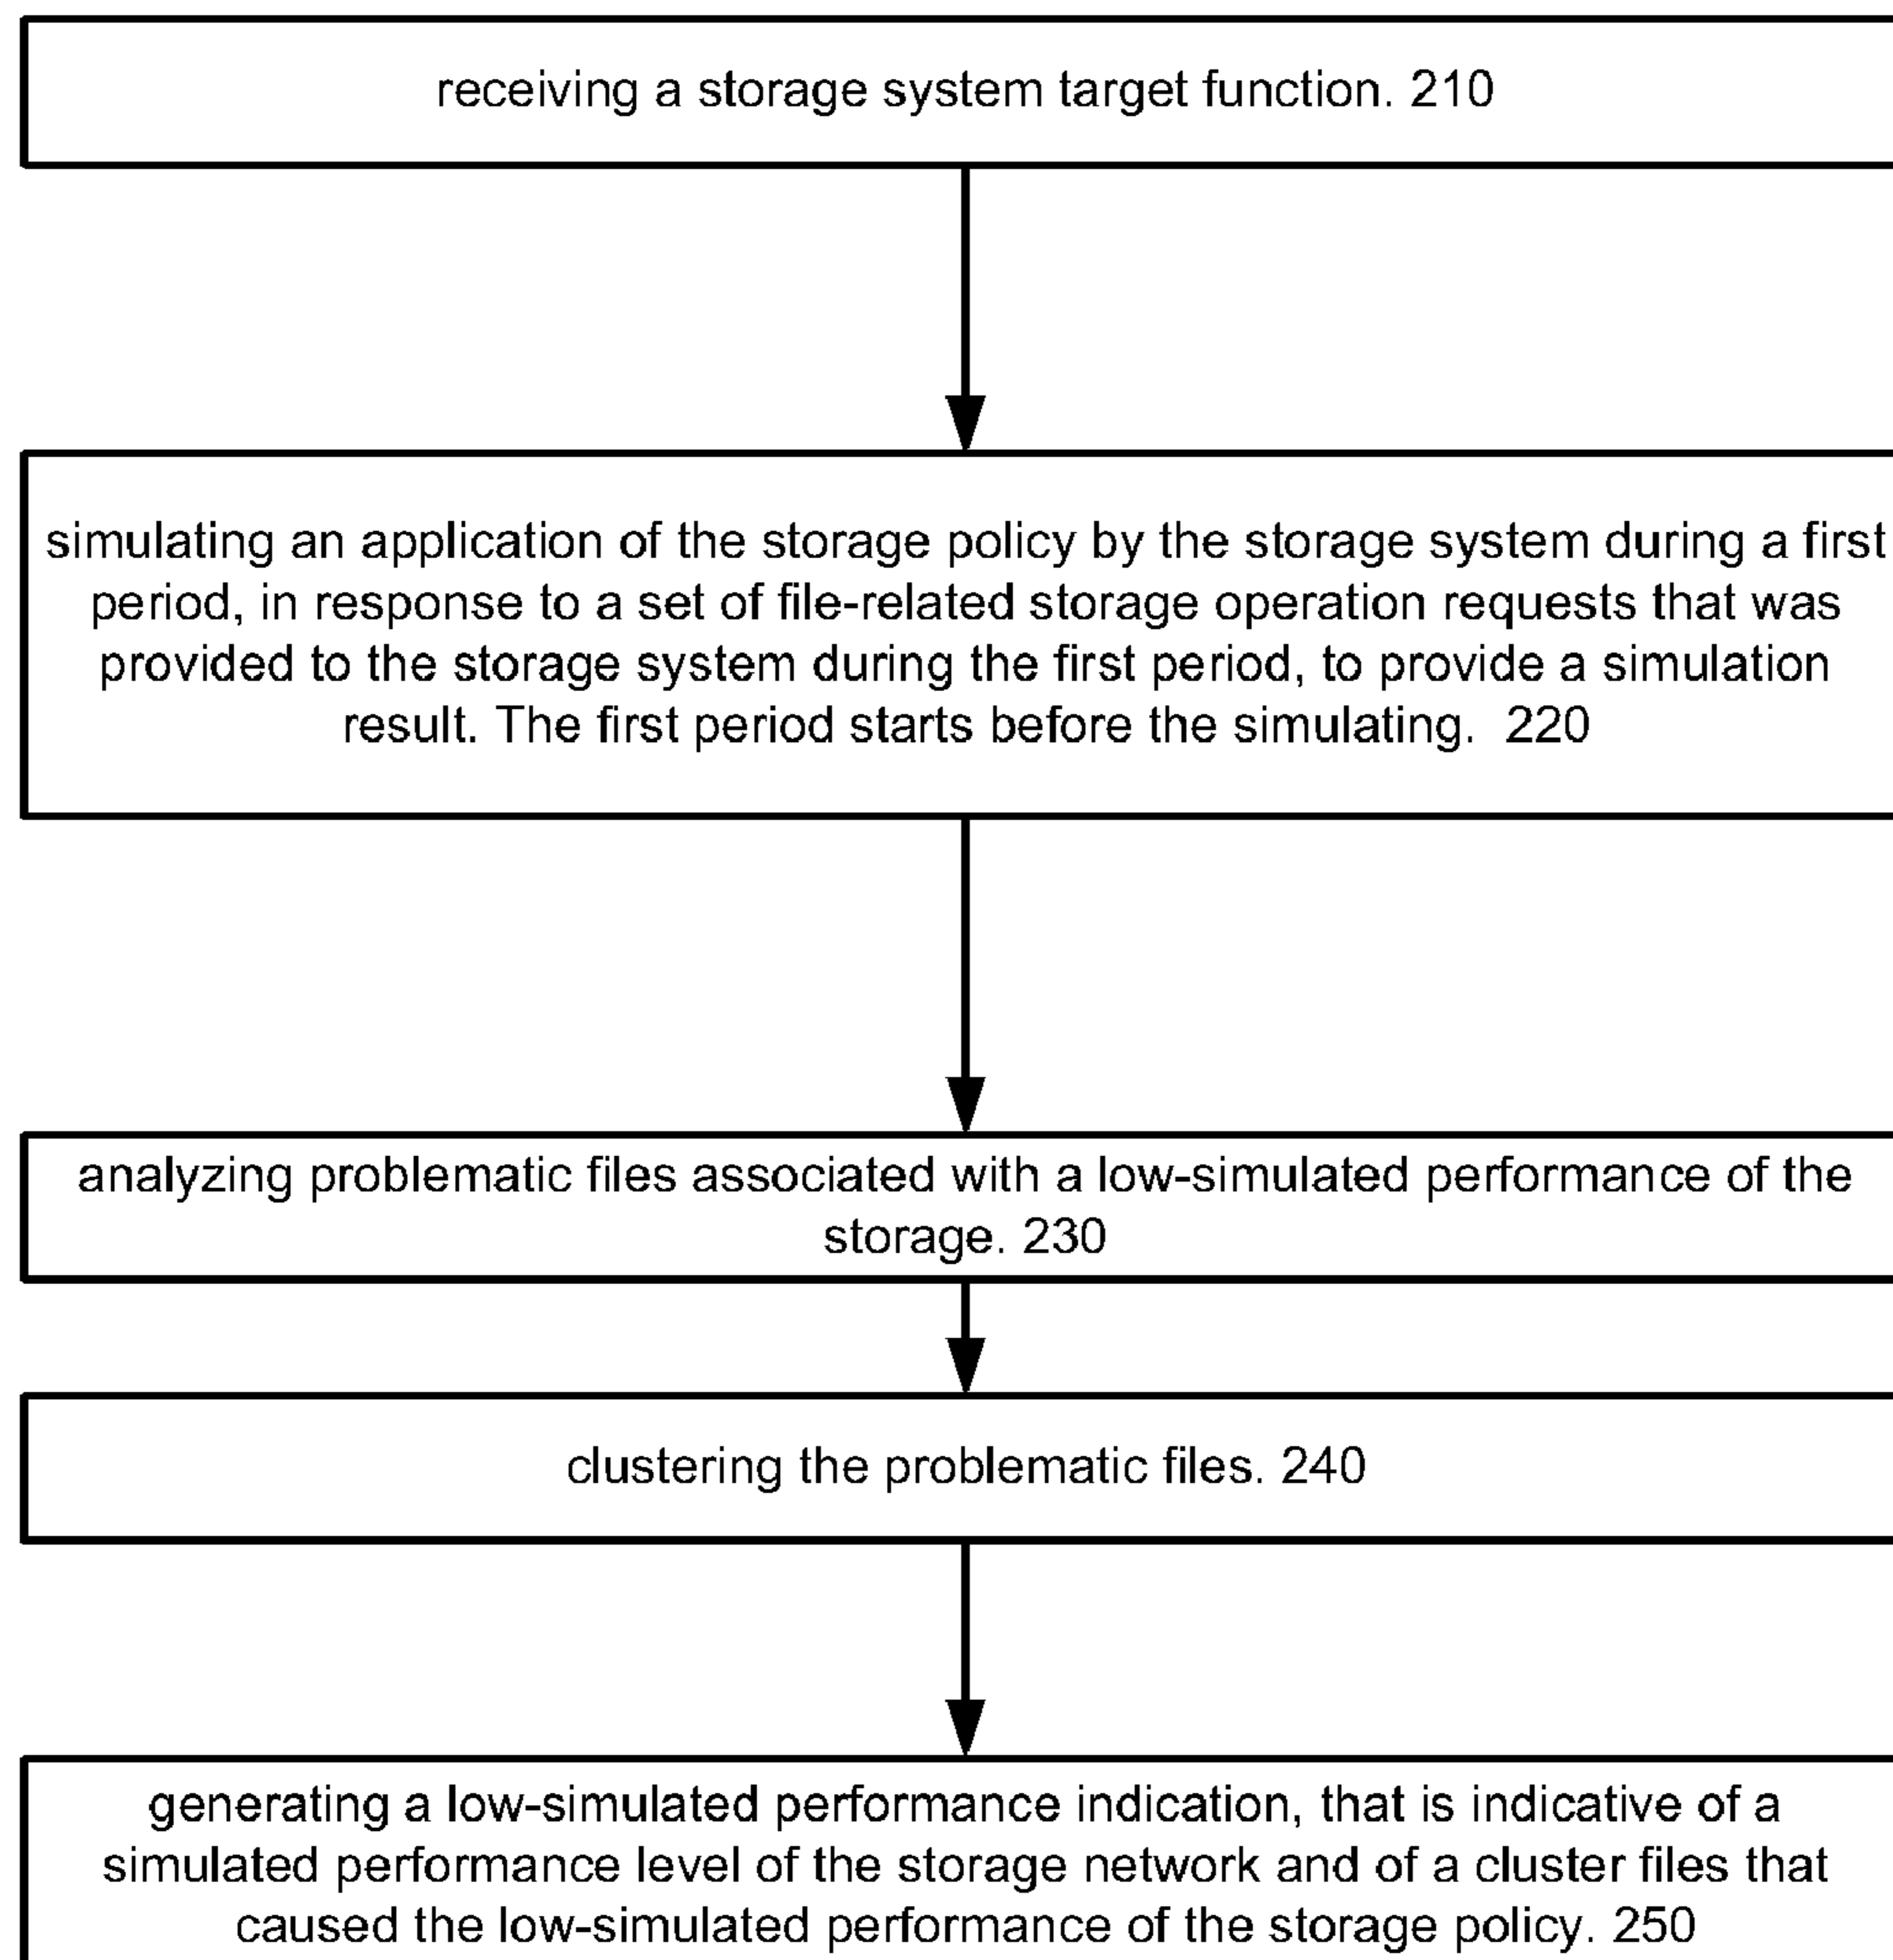 receiving a storage system target function. 210
simulating an application of the storage policy by the storage system during a first
period, in response to a set of file-related storage operation requests that was
provided to the storage system during the first period, to provide a simulation
result. The first period starts before the simulating. 220
analyzing problematic files associated with a low-simulated performance of the
storage. 230
clustering the problematic files. 240
generating a low-simulated performance indication, that is indicative of a
simulated performance level of the storage network and of a cluster files that
caused the low-simulated performance of the storage policy. 250